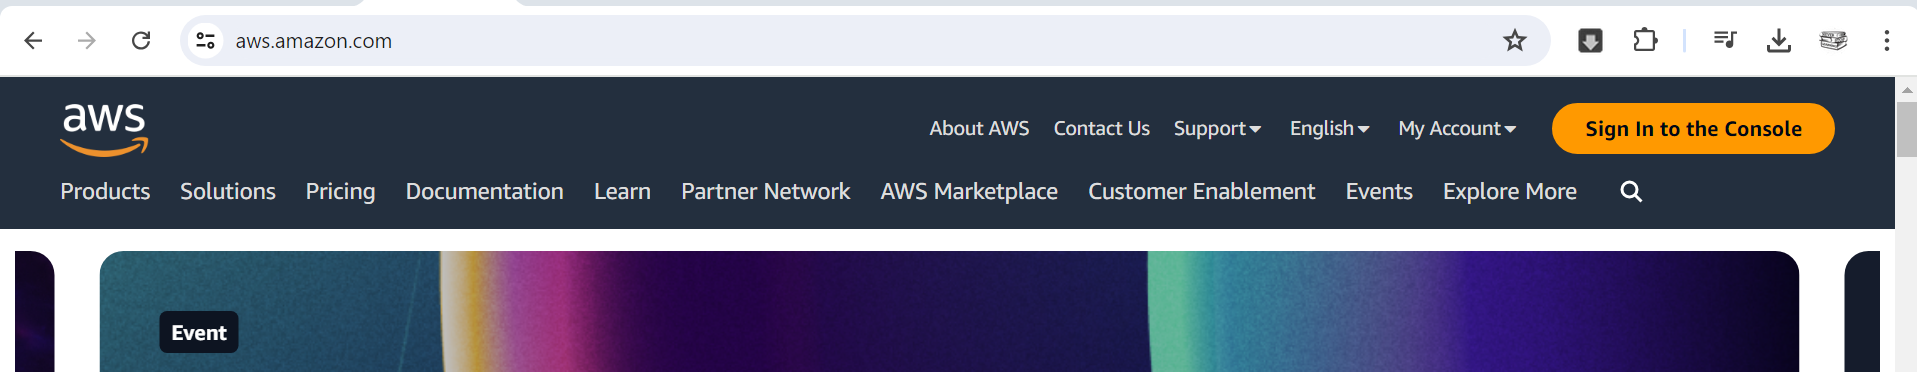 aws.amazon.com
aws
About AWS Contact Us Support English My Account Sign In to the Console
Products Solutions Pricing Documentation Learn Partner Network AWS Marketplace Customer Enablement Events Explore More
Event